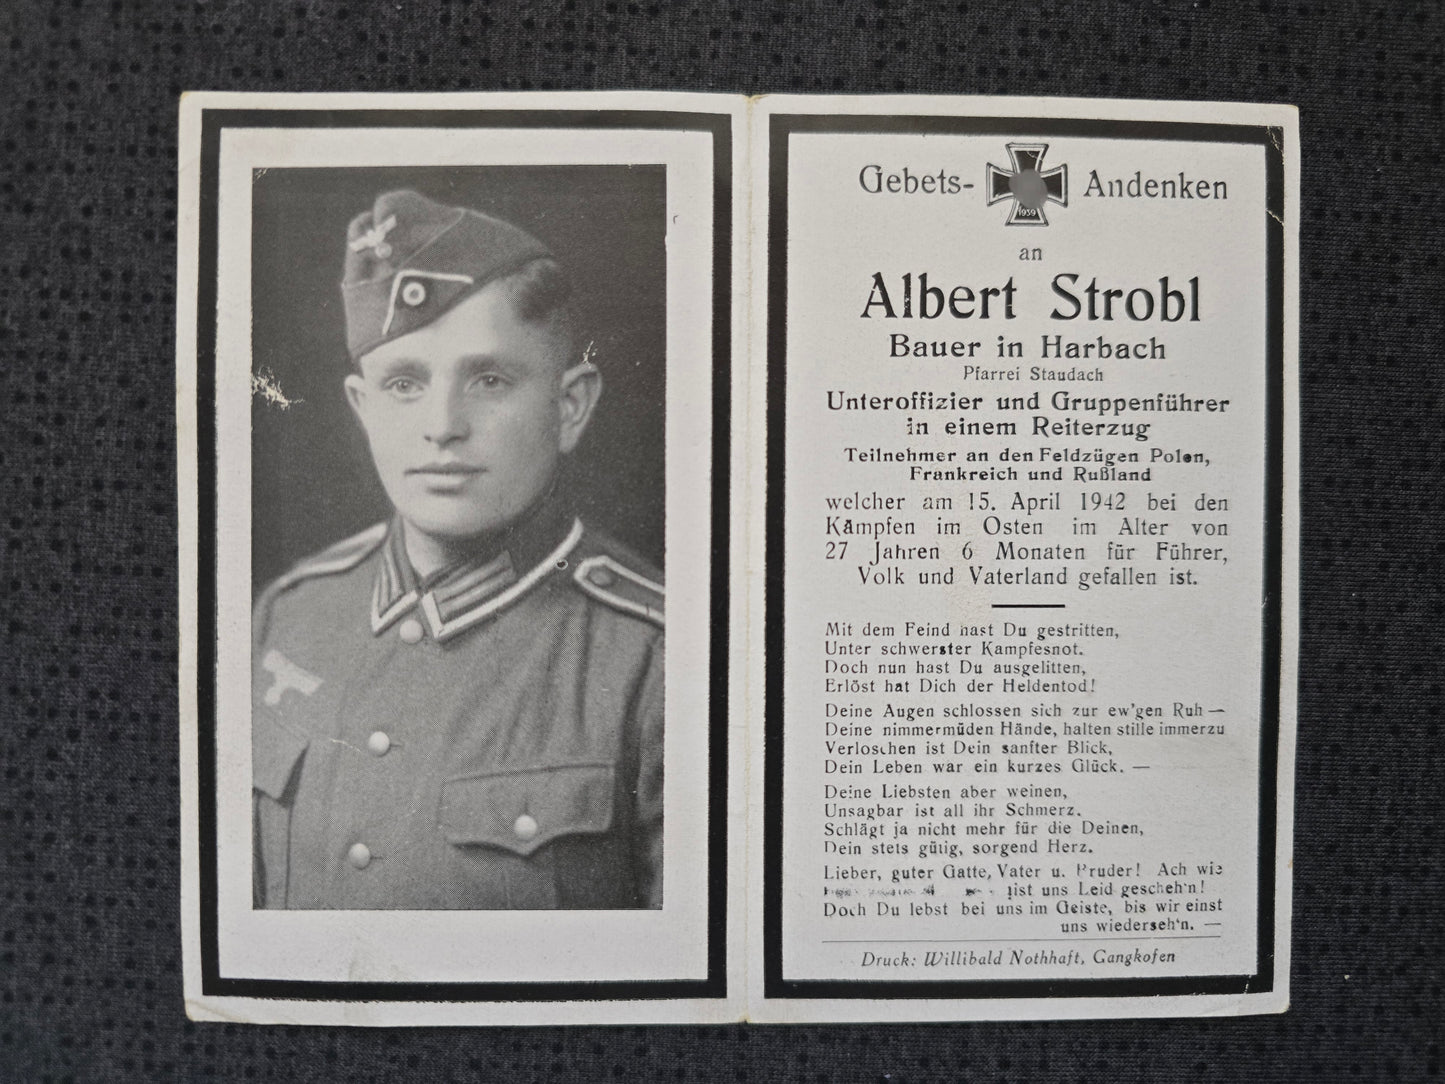 Gebets- Andenken
1939
an
Albert Strobl
Bauer in Harbach
Pfarrei Staudach
Unteroffizier und Gruppenführer
in einem Reiterzug
Teilnehmer an den Feldzügen Polen,
Frankreich und Rußland
welcher am 15. April 1942 bei den
Kämpfen im Osten im Alter von
27 Jahren 6 Monaten für Führer,
Volk und Vaterland gefallen ist.
Mit dem Feind hast Du gestritten,
Unter schwerster Kampfesnot.
Doch nun hast Du ausgelitten,
Erlöst hat Dich der Heldentod!
Deine Augen schlossen sich zur ew'gen Ruh —
Deine nimmermüden Hände, halten stille immerzu
Verloschen ist Dein sanfter Blick,
Dein Leben war ein kurzes Glück. —
Deine Liebsten aber weinen,
Unsagbar ist all ihr Schmerz.
Schlägt ja nicht mehr für die Deinen,
Dein stets gütig, sorgend Herz.
Lieber, guter Gatte, Vater u. Bruder! Ach wie
ist uns Leid gescheh'n!
Doch Du lebst bei uns im Geiste, bis wir einst
uns wiederseh'n. —
Druck: Willibald Nothhaft, Gangkofen